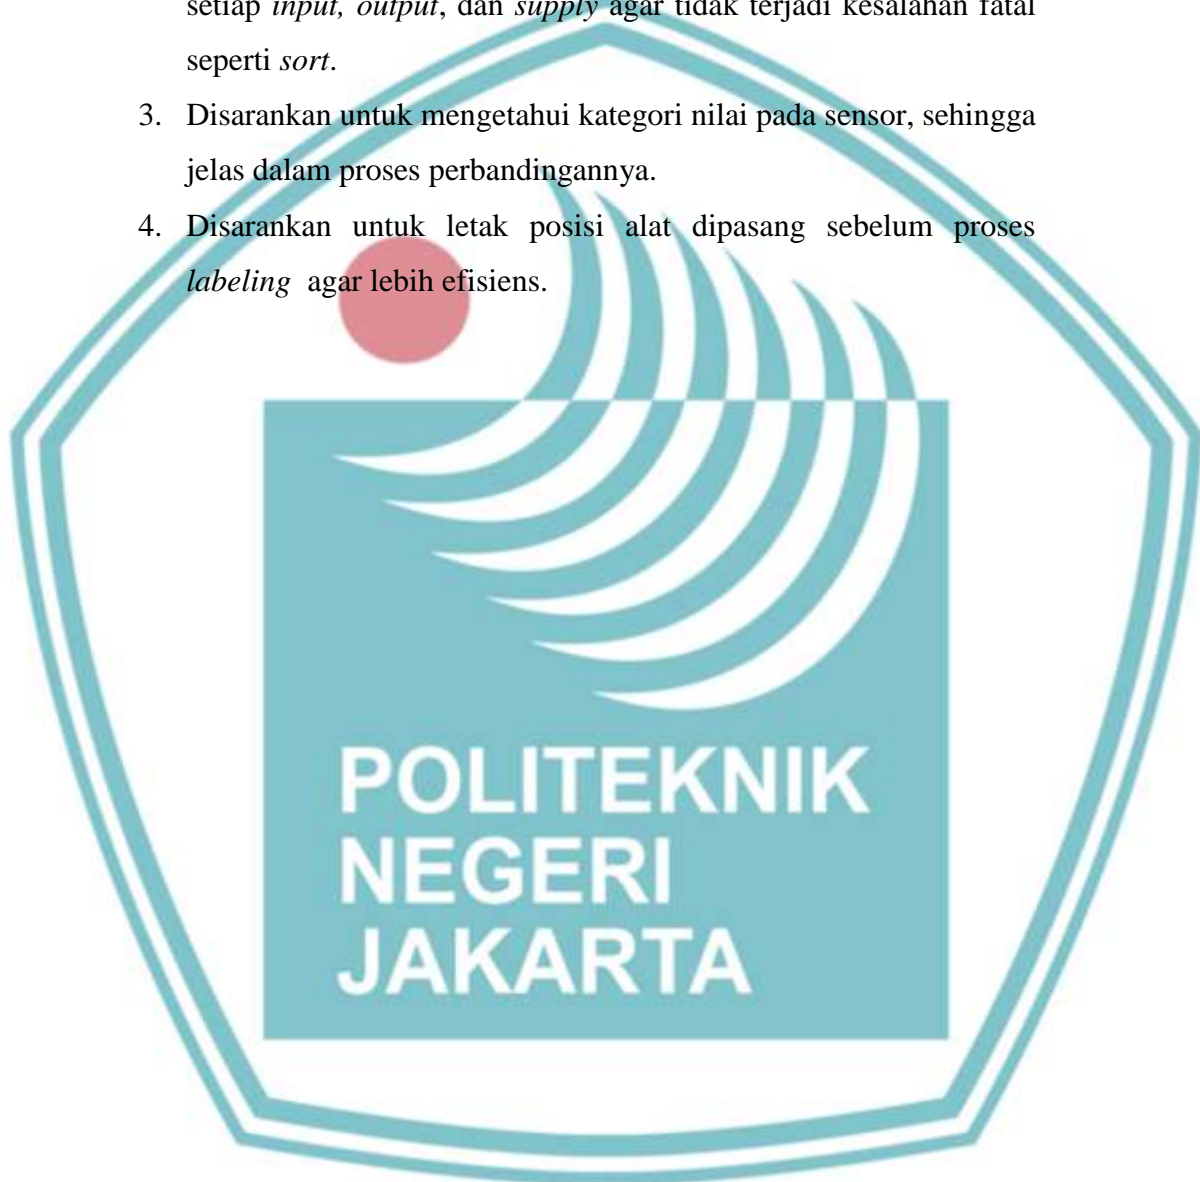 setiap input, output, dan supply agar tidak terjadi kesalahan fatal
seperti sort.
3. Disarankan untuk mengetahui kategori nilai pada sensor, sehingga
jelas dalam proses perbandingannya.
4. Disarankan untuk letak posisi alat dipasang sebelum proses
labeling agar lebih efisiens.
POLITEKNIK
NEGERI
JAKARTA